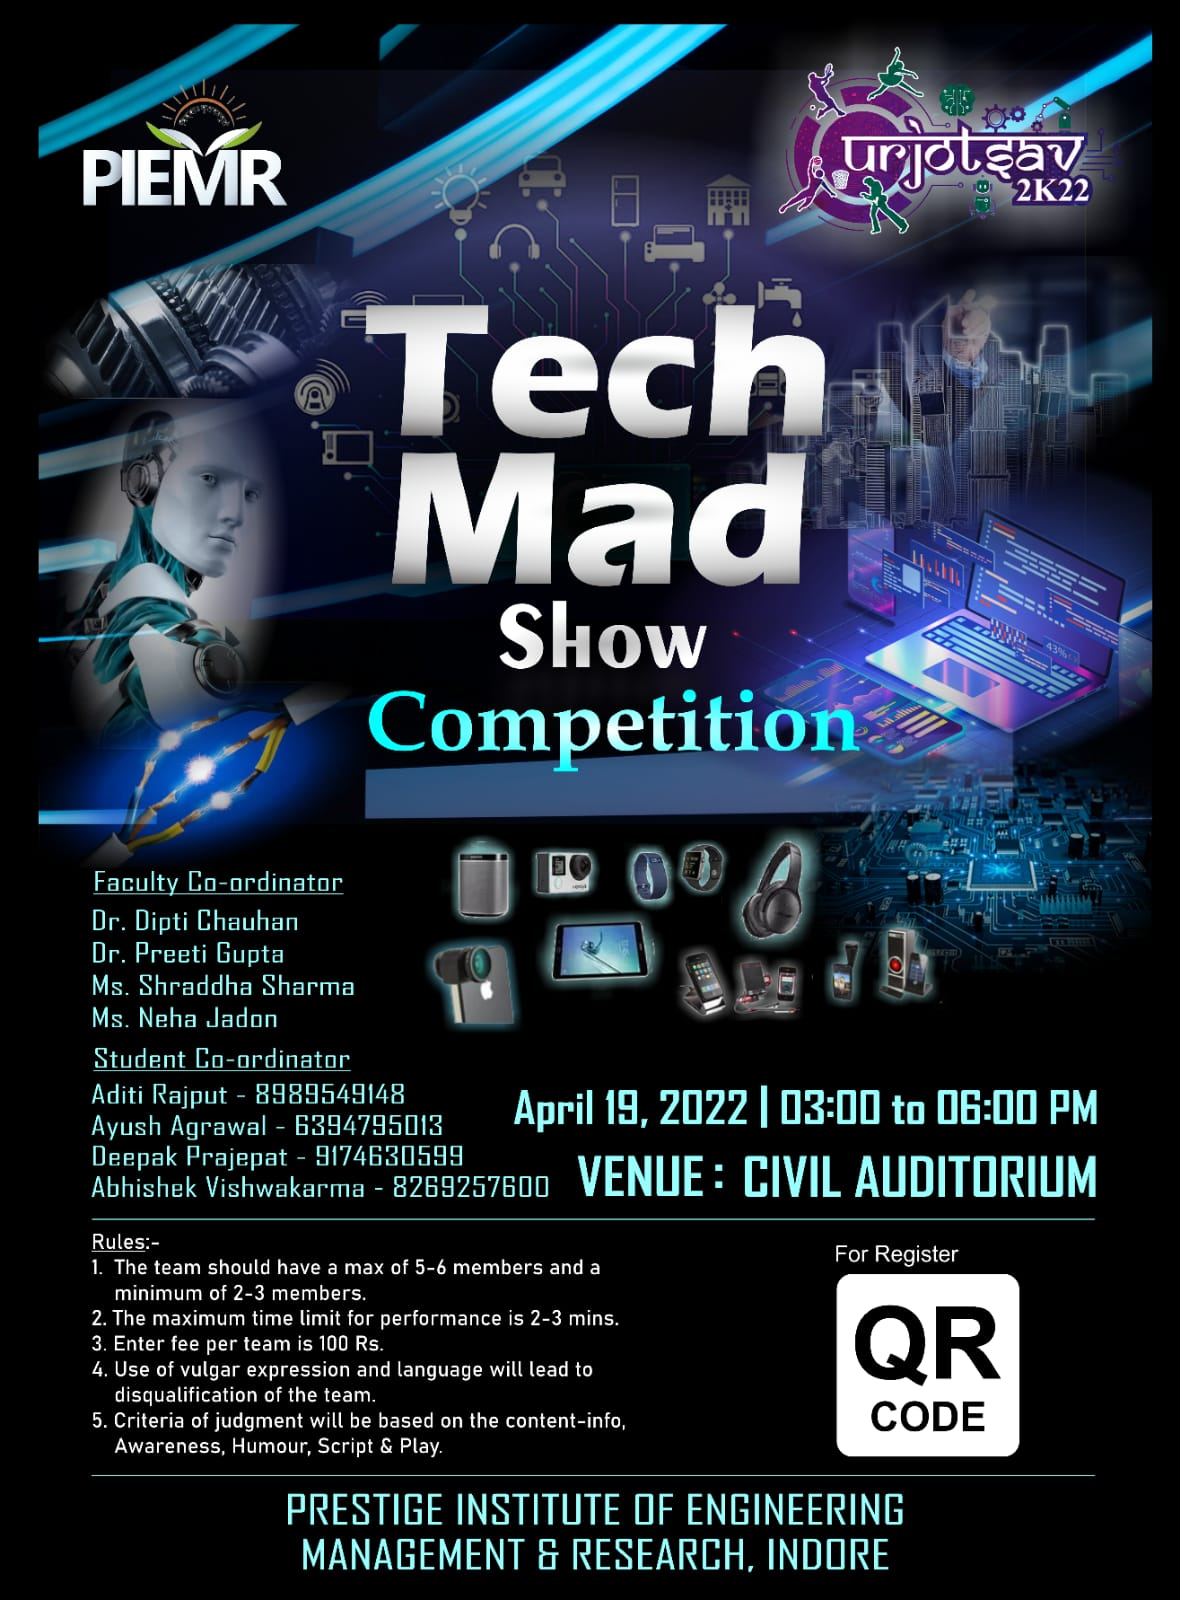 PIEMR
urjotsav
2K22
Tech
Mad
Show
Competition
43%
Faculty Co-ordinator
Dr. Dipti Chauhan
Dr. Preeti Gupta
Ms. Shraddha Sharma
Ms. Neha Jadon
Student Co-ordinator
Aditi Rajput - 8989549148
Ayush Agrawal - 6394795013
Deepak Prajepat - 9174630599
Abhishek Vishwakarma - 8269257600
April 19, 2022 | 03:00 to 06:00 PM
VENUE : CIVIL AUDITORIUM
Rules:-
1. The team should have a max of 5-6 members and a
minimum of 2-3 members.
2. The maximum time limit for performance is 2-3 mins.
3. Enter fee per team is 100 Rs.
4. Use of vulgar expression and language will lead to
disqualification of the team.
5. Criteria of judgment will be based on the content-info,
Awareness, Humour, Script & Play.
For Register
QR
CODE
PRESTIGE INSTITUTE OF ENGINEERING
MANAGEMENT & RESEARCH, INDORE